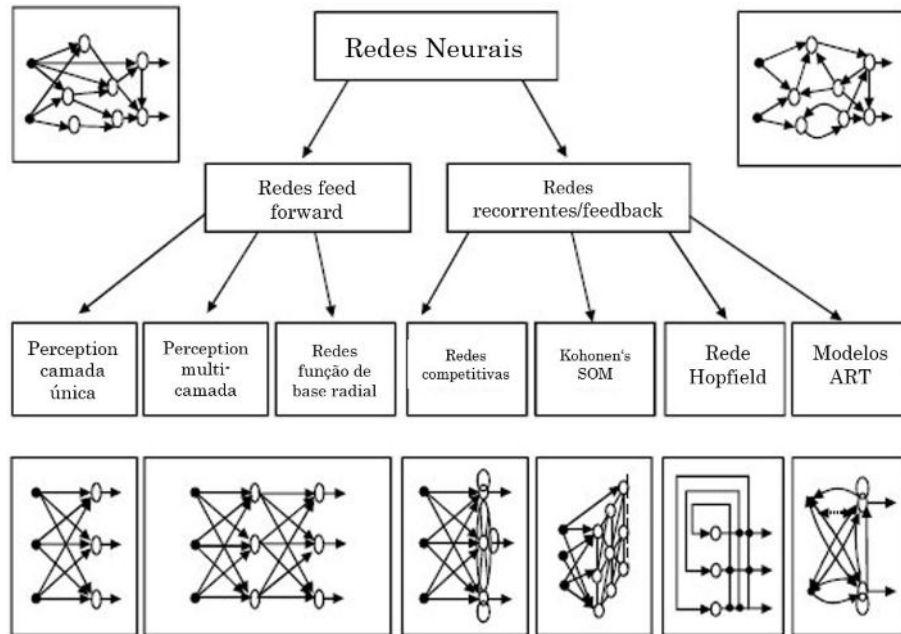 Redes Neurais
Redes feed
forward
Redes
recorrentes/feedback
Perception
camada
única
Perception
multi-
camada
Redes
função de
base radial
Redes
competitivas
Kohonen‘s
SOM
Rede
Hopfield
Modelos
ART